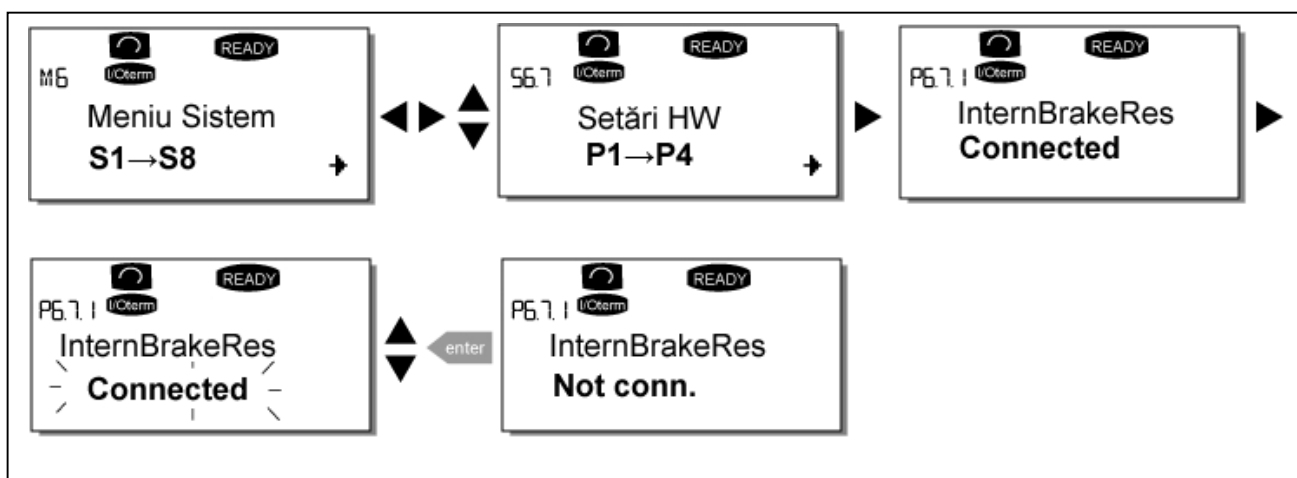 READY
M6 I/Oterm
Meniu Sistem
S1→S8
READY
S6.7 I/Oterm
Setări HW
P1→P4
READY
P6.7.1 I/Oterm
InternBrakeRes
Connected
READY
P6.7.1 I/Oterm
InternBrakeRes
Connected
enter
READY
P6.7.1 I/Oterm
InternBrakeRes
Not conn.